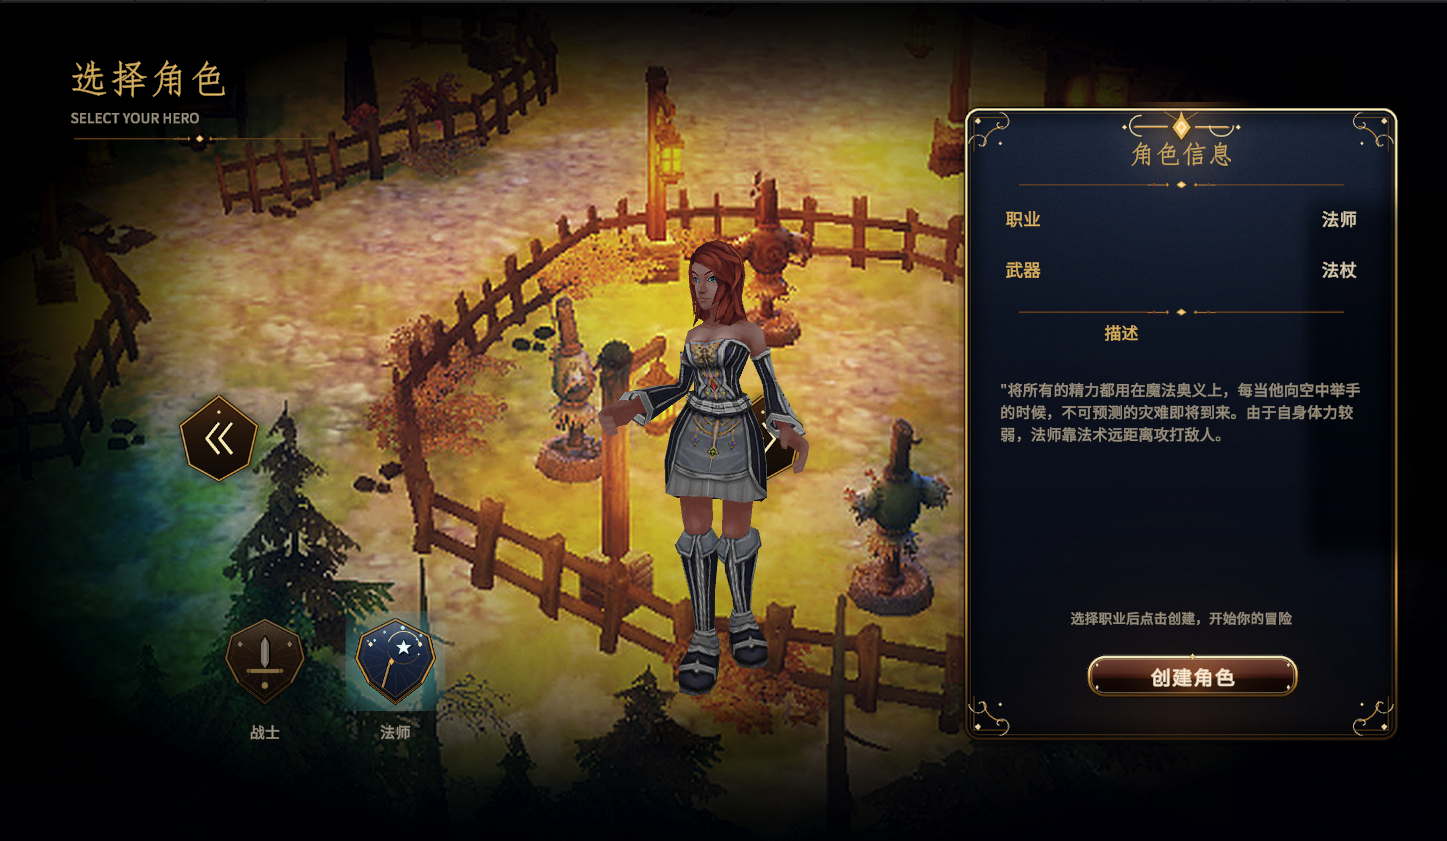 选择角色
SELECT YOUR HERO
角色信息
职业 法师
武器 法杖
描述
"将所有的精力都用在魔法奥义上，每当他向空中举手
的时候，不可预测的灾难即将到来。由于自身体力较
弱，法师靠法术远距离攻打敌人。
选择职业后点击创建，开始你的冒险
创建角色
战士 法师